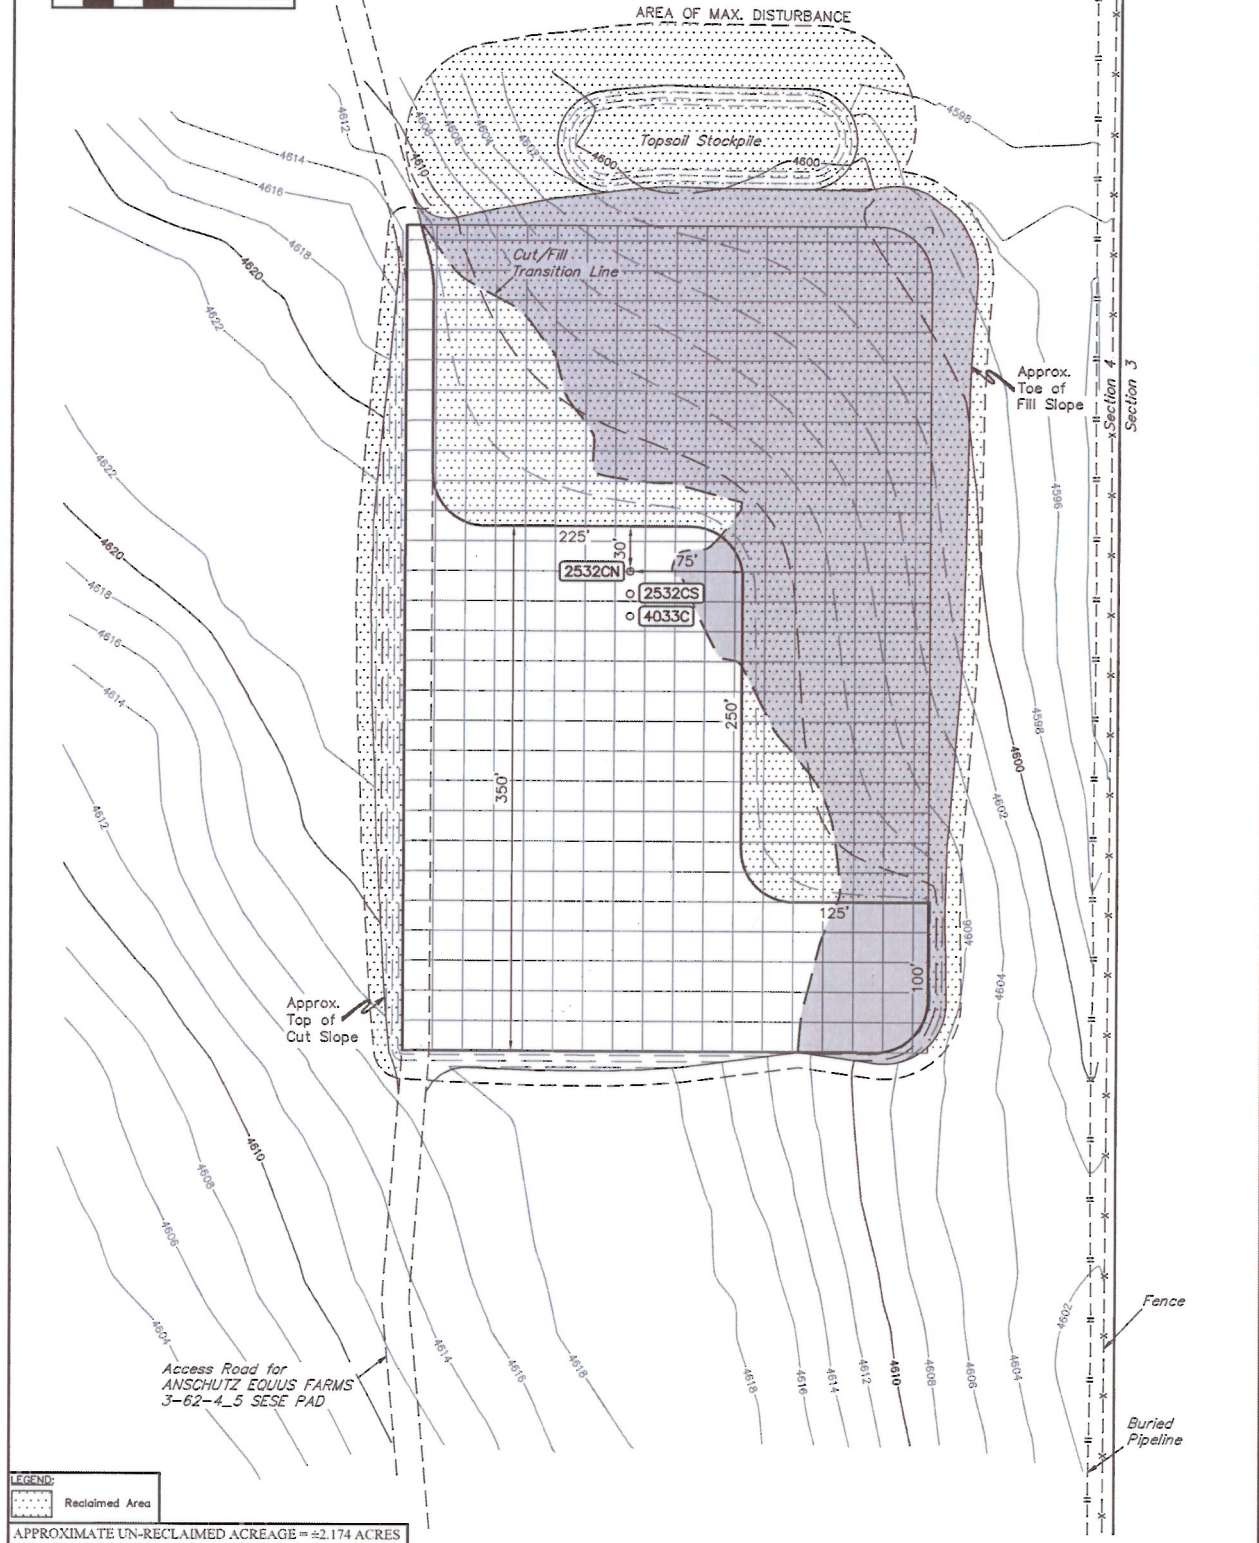 AREA OF MAX. DISTURBANCE
4598
4612
4608
4606
4604
4602
4610
Topsoil Stockpile
4600
4600
4614
4616
4618
4620
4622
Cut/Fill
Transition Line
Approx.
Toe of
Fill Slope
Section 4
Section 3
4622
4620
4618
4616
4614
4612
4596
225'
30'
75'
2532CN
2532CS
4033C
250'
350'
4598
4600
4602
125'
100'
4606
4604
Approx.
Top of
Cut Slope
4610
4608
4606
4604
4602
Fence
Access Road for
ANSCHUTZ EQUUS FARMS
3-62-4_5 SESE PAD
4614
4616
4618
4618
4616
4614
4612
4610
4608
4606
4604
Buried
Pipeline
LEGEND:
Reclaimed Area
APPROXIMATE UN-RECLAIMED ACREAGE = ±2.174 ACRES